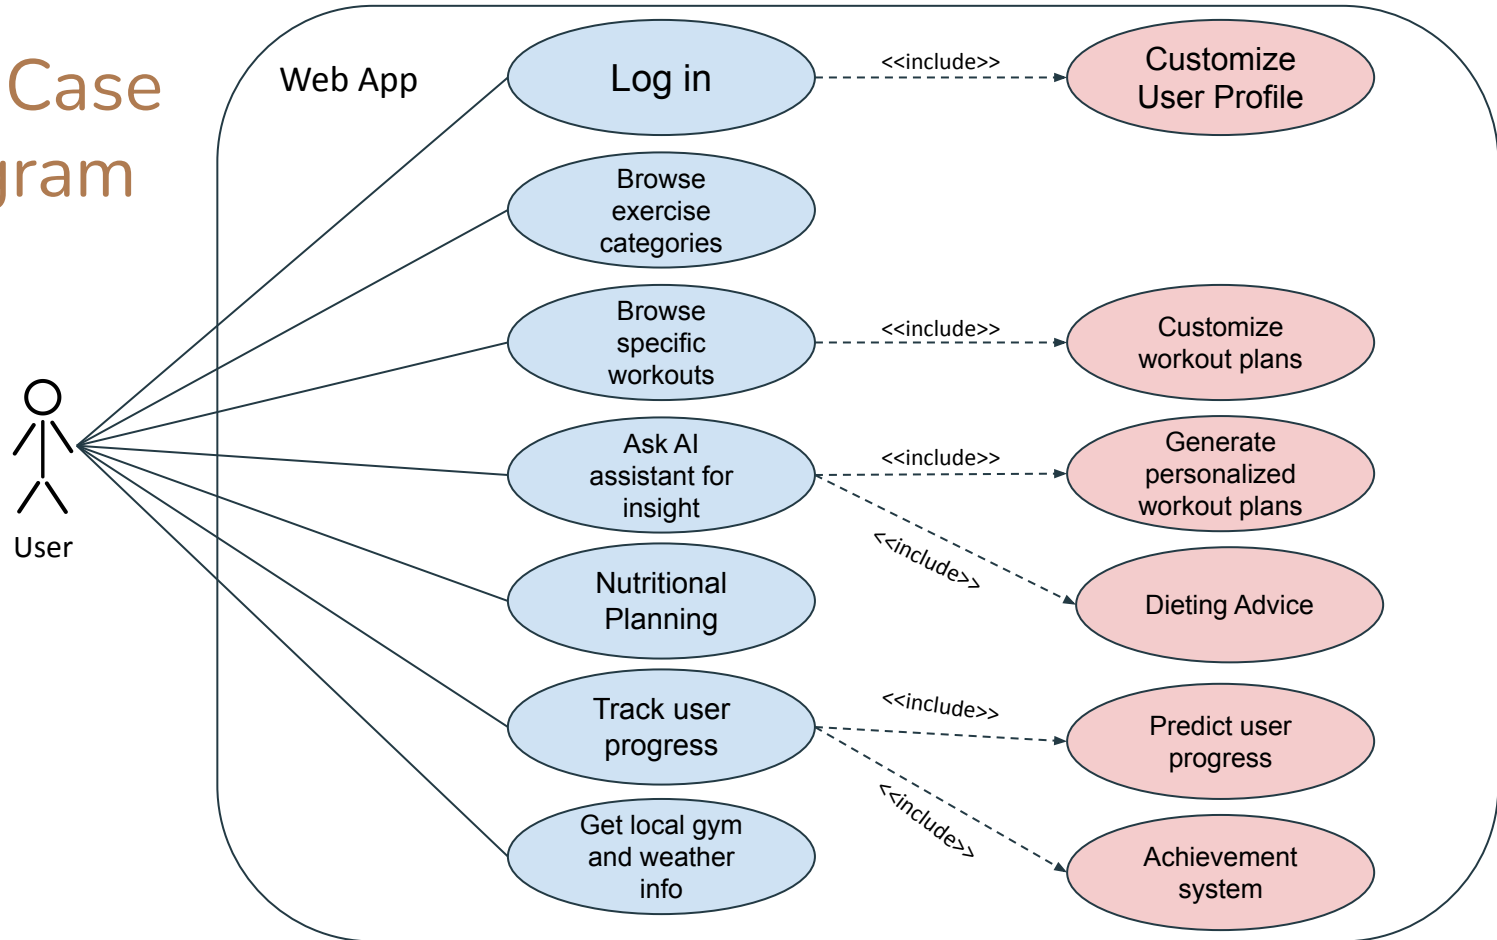 Case
gram
Web App
Log in
<<include>>
Customize
User Profile
Browse
exercise
categories
Browse
specific
workouts
<<include>>
Customize
workout plans
Ask AI
assistant for
insight
<<include>>
Generate
personalized
workout plans
<<include>>
Dieting Advice
User
Nutritional
Planning
Track user
progress
<<include>>
Predict user
progress
<<include>>
Achievement
system
Get local gym
and weather
info